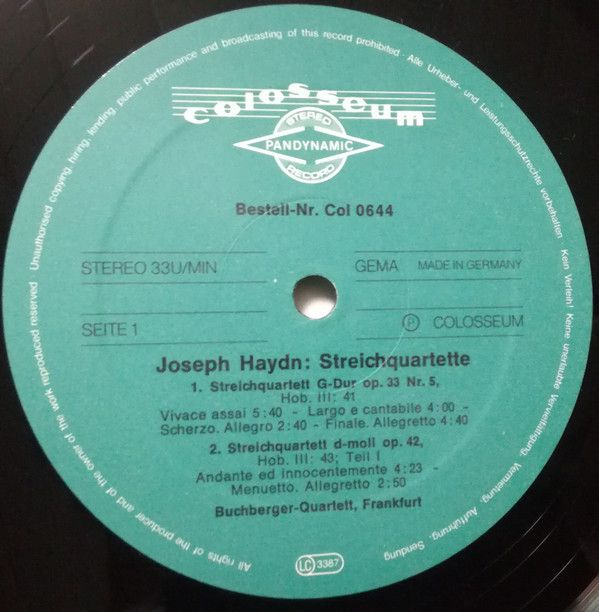 Unauthorised copying, hiring, lending, public performance and broadcasting of this record prohibited · Alle Urheber- und Leistungsschutzrechte vorbehalten · Kein Verleih! Keine unerlaubte Vervielfältigung, Vermietung, Aufführung, Sendung
colosseum
STEREO
PANDYNAMIC
RECORD
Bestell-Nr. Col 0644
STEREO 33U/MIN
GEMA MADE IN GERMANY
SEITE 1
Ⓟ COLOSSEUM
Joseph Haydn: Streichquartette
1. Streichquartett G-Dur op. 33 Nr. 5,
Hob. III: 41
Vivace assai 5:40 - Largo e cantabile 4:00 -
Scherzo. Allegro 2:40 - Finale. Allegretto 4:40
2. Streichquartett d-moll op. 42,
Hob. III: 43; Teil I
Andante ed innocentemente 4:23 -
Menuetto. Allegretto 2:50
Buchberger-Quartett, Frankfurt
LC 3387
All rights of the producer and of the owner of the work reproduced reserved